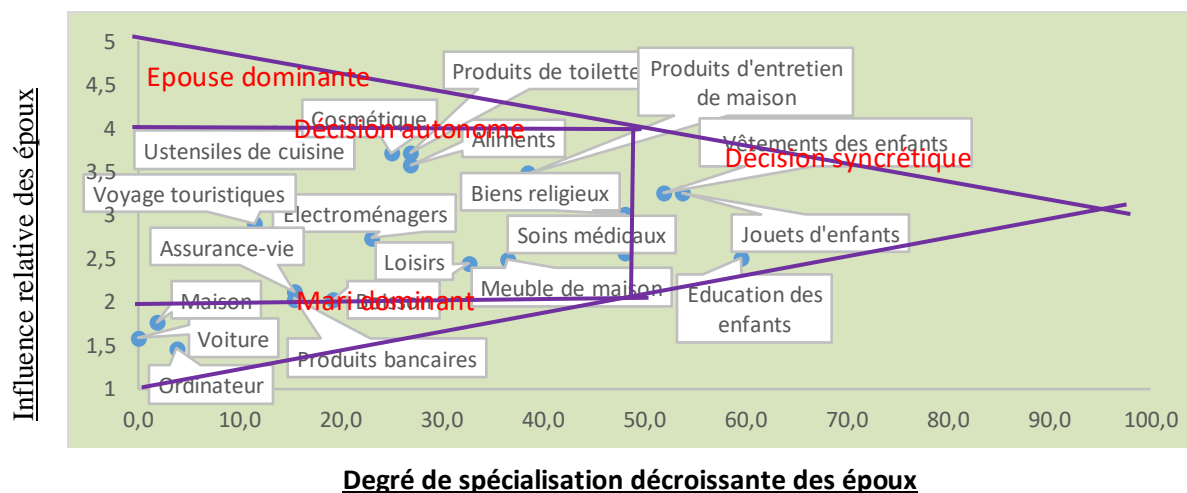 Influence relative des époux
5
4,5
4
3,5
3
2,5
2
1,5
1
Epouse dominante
Produits de toilette
Produits d'entretien
de maison
Cosmétique
Décision autonome
Ustensiles de cuisine
Aliments
Vêtements des enfants
Décision syncrétique
Voyage touristiques
Biens religieux
Electroménagers
Soins médicaux
Jouets d'enfants
Assurance-vie
Loisirs
Meuble de maison
Mari dominant
Maison
Education des
enfants
Voiture
Produits bancaires
Ordinateur
0,0 10,0 20,0 30,0 40,0 50,0 60,0 70,0 80,0 90,0 100,0
Degré de spécialisation décroissante des époux